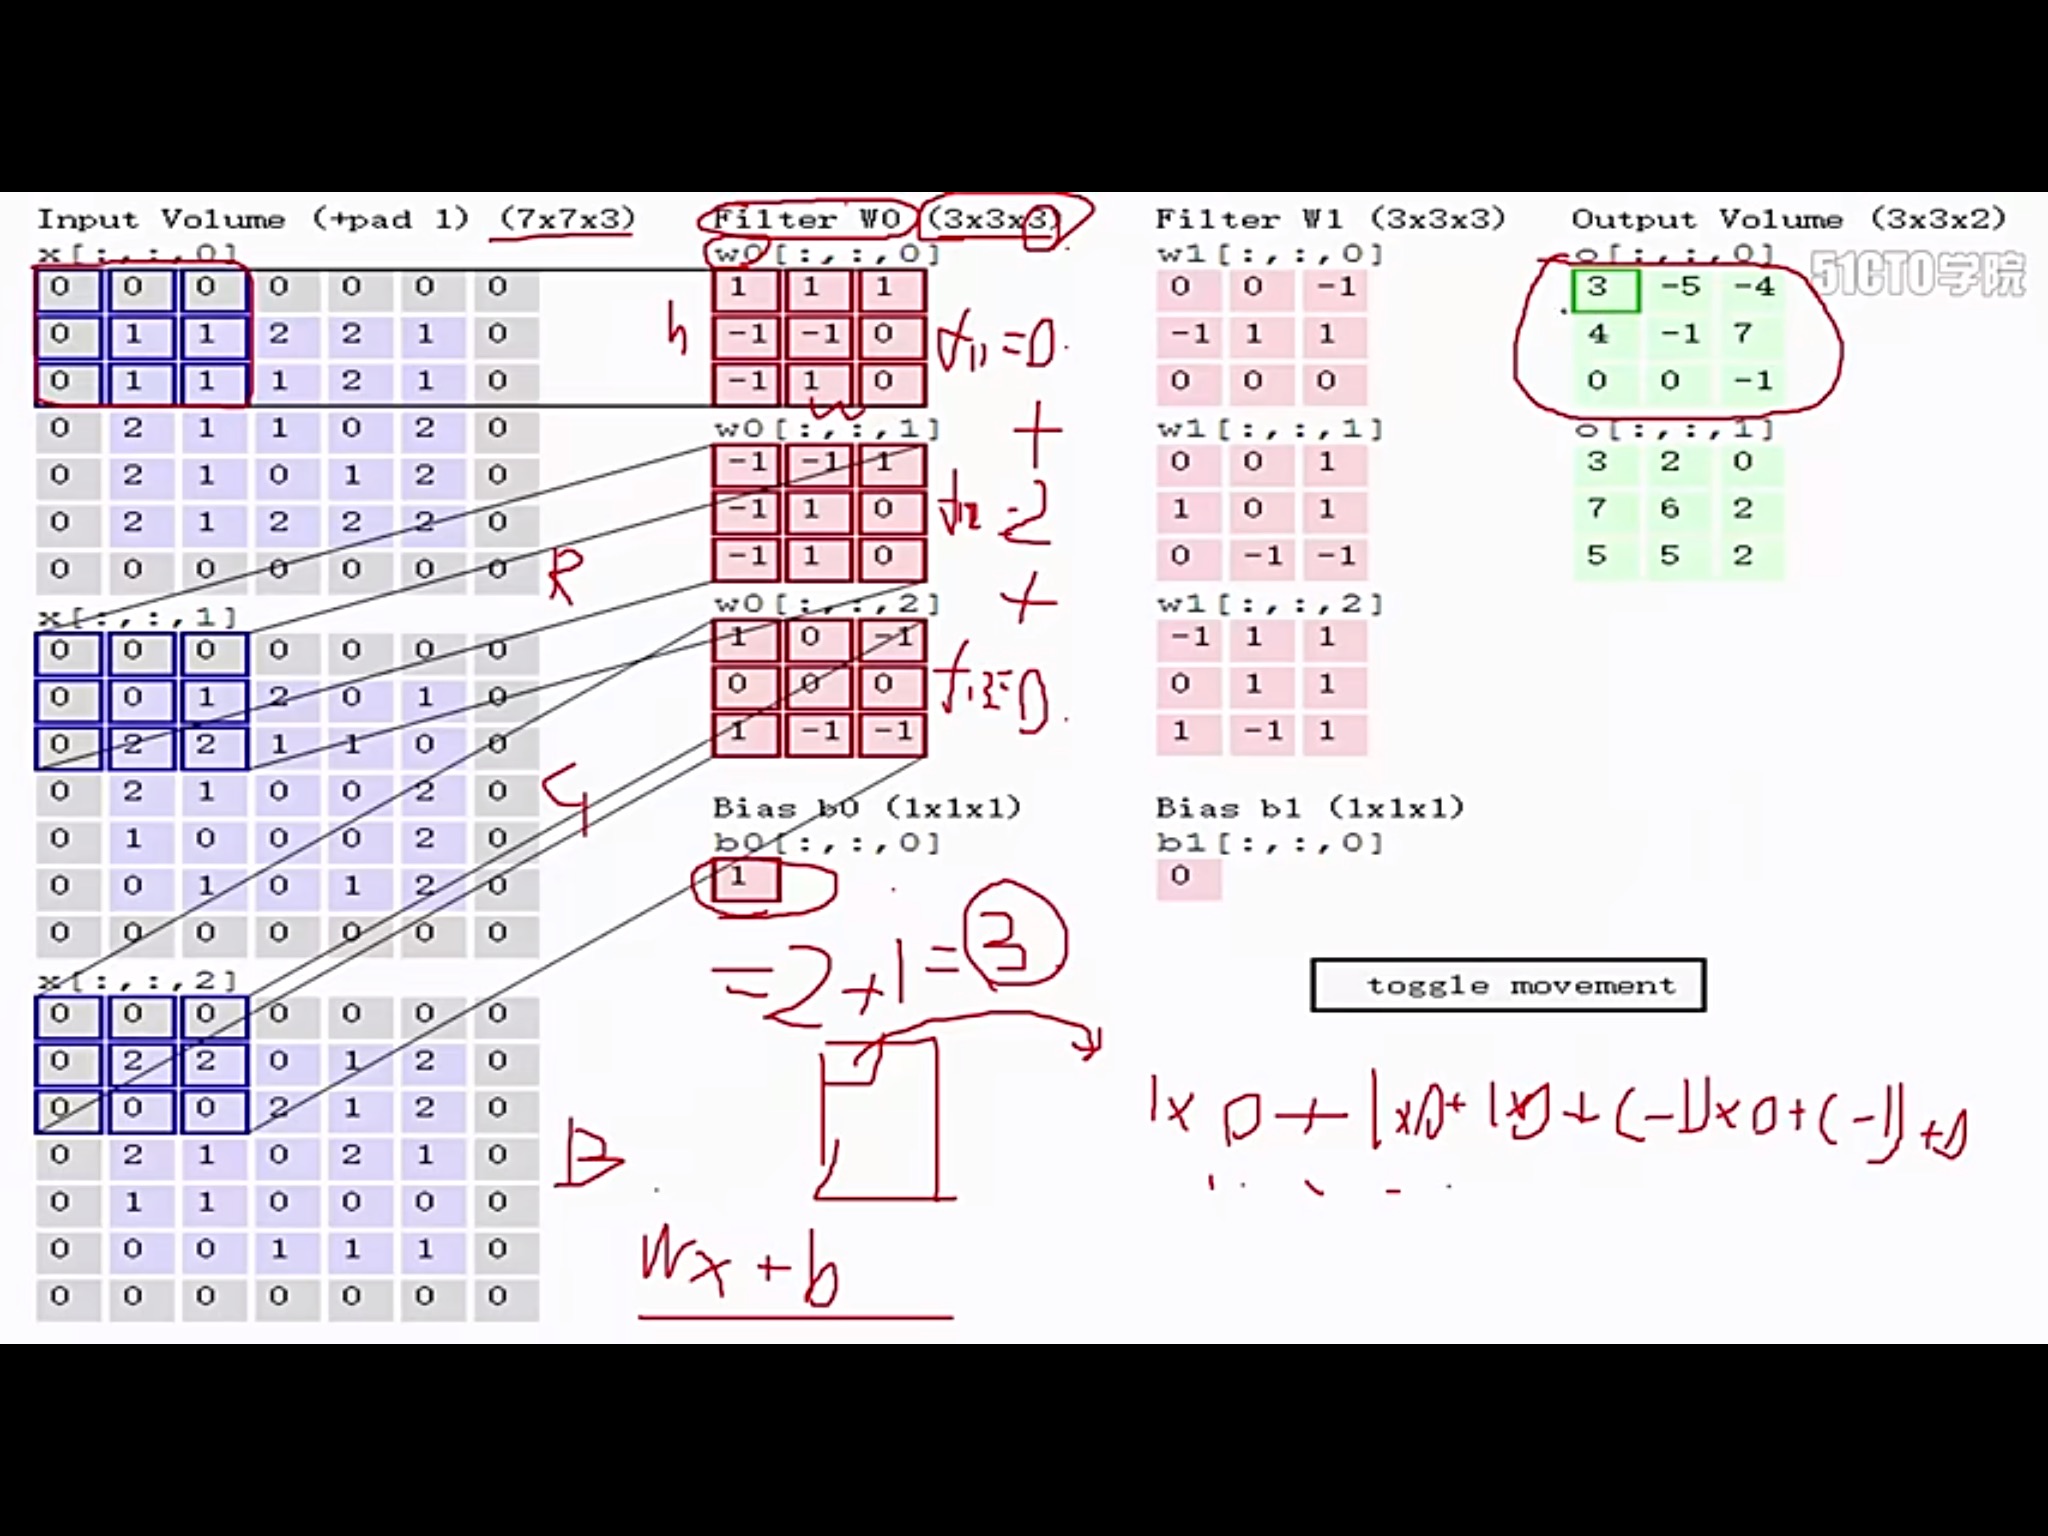 Input Volume (+pad 1) (7x7x3)
x[:,:,0]
0 0 0 0 0 0 0
0 1 1 2 2 1 0
0 1 1 1 2 1 0
0 2 1 1 0 2 0
0 2 1 0 1 2 0
0 2 1 2 2 2 0
0 0 0 0 0 0 0
R
x[:,:,1]
0 0 0 0 0 0 0
0 0 1 2 0 1 0
0 2 2 1 1 0 0
0 2 1 0 0 2 0
0 1 0 0 0 2 0
0 0 1 0 1 2 0
0 0 0 0 0 0 0
G
x[:,:,2]
0 0 0 0 0 0 0
0 2 2 0 1 2 0
0 0 0 2 1 2 0
0 2 1 0 2 1 0
0 1 1 0 0 0 0
0 0 0 1 1 1 0
0 0 0 0 0 0 0
B
Filter W0 (3x3x3)
w0[:,:,0]
1 1 1
-1 -1 0
-1 1 0
h
w
f11=0
+
w0[:,:,1]
-1 -1 1
-1 1 0
-1 1 0
f12=2
+
w0[:,:,2]
1 0 -1
0 0 0
1 -1 -1
f13=0
Bias b0 (1x1x1)
b0[:,:,0]
1
=2+1=3
Wx+b
Filter W1 (3x3x3)
w1[:,:,0]
0 0 -1
-1 1 1
0 0 0
w1[:,:,1]
0 0 1
1 0 1
0 -1 -1
w1[:,:,2]
-1 1 1
0 1 1
1 -1 1
Bias b1 (1x1x1)
b1[:,:,0]
0
Output Volume (3x3x2)
o[:,:,0]
3 -5 -4
4 -1 7
0 0 -1
o[:,:,1]
3 2 0
7 6 2
5 5 2
51CTO学院
toggle movement
1x0+1x0+1x0+(-1)x0+(-1)+0